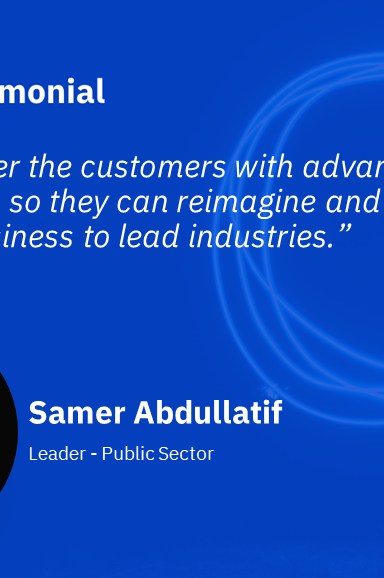 monial
er the customers with advan
so they can reimagine and
iness to lead industries.”
Samer Abdullatif
Leader - Public Sector